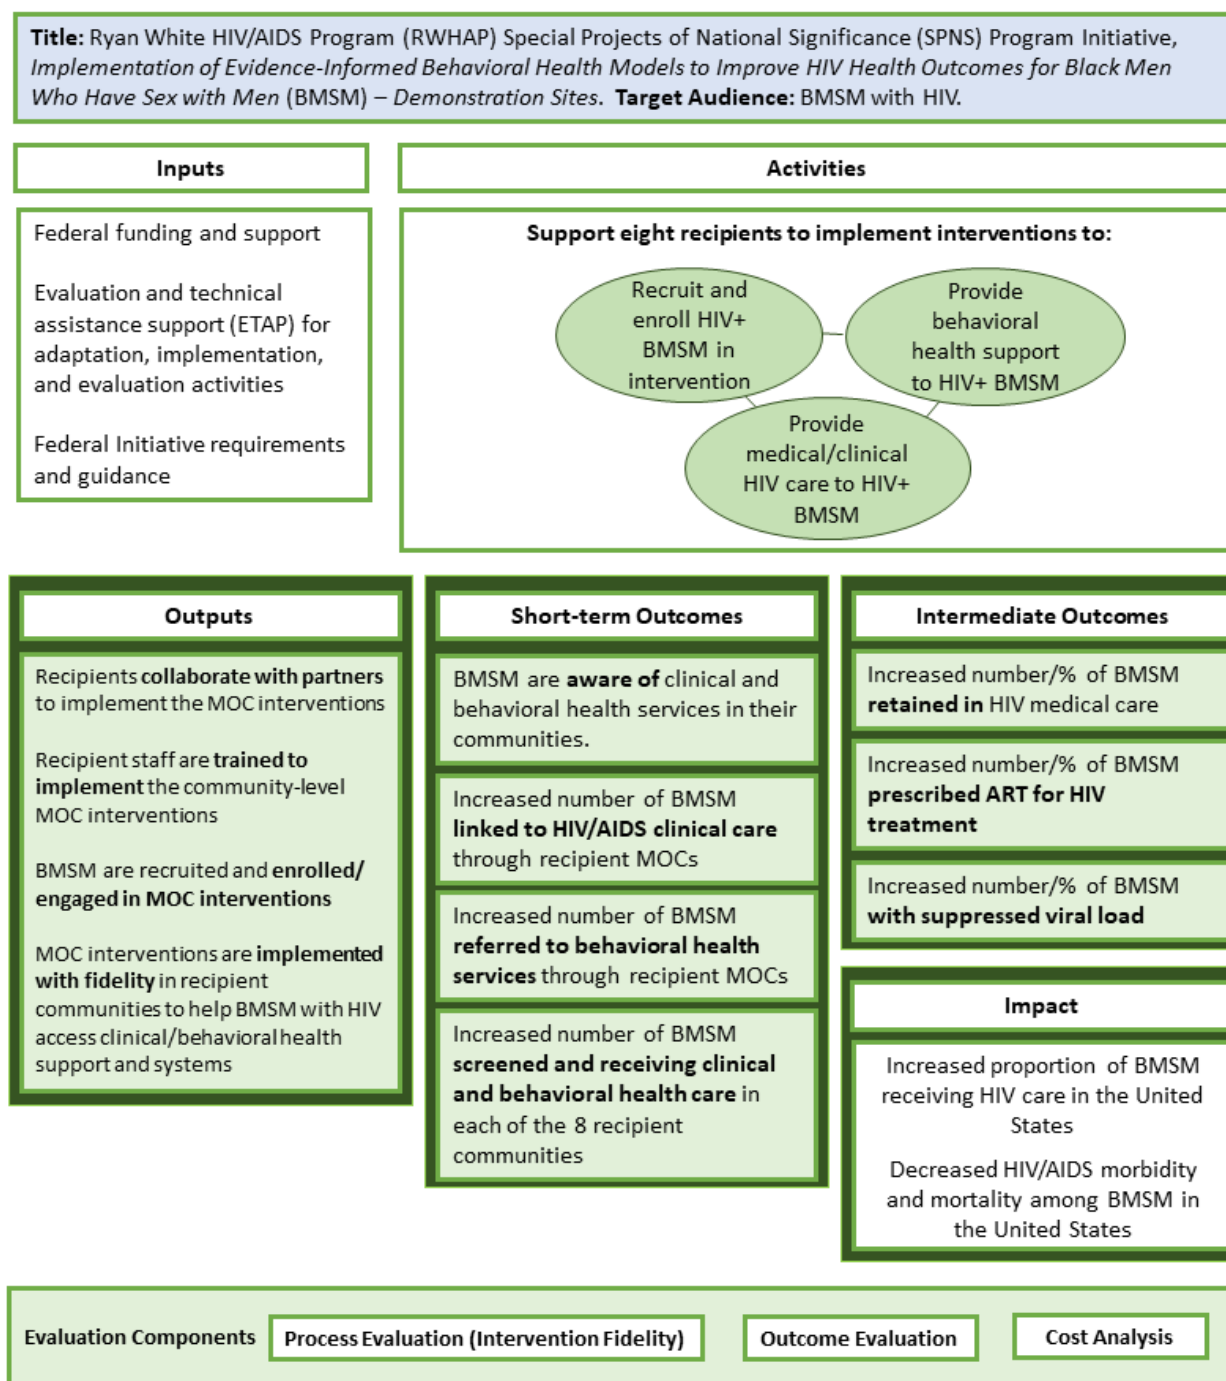 Title: Ryan White HIV/AIDS Program (RWHAP) Special Projects of National Significance (SPNS) Program Initiative,
Implementation of Evidence-Informed Behavioral Health Models to Improve HIV Health Outcomes for Black Men
Who Have Sex with Men (BMSM) – Demonstration Sites. Target Audience: BMSM with HIV.
Inputs
Federal funding and support
Evaluation and technical
assistance support (ETAP) for
adaptation, implementation,
and evaluation activities
Federal Initiative requirements
and guidance
Activities
Support eight recipients to implement interventions to:
Recruit and
enroll HIV+
BMSM in
intervention
Provide
behavioral
health support
to HIV+ BMSM
Provide
medical/clinical
HIV care to HIV+
BMSM
Outputs
Recipients collaborate with partners
to implement the MOC interventions
Recipient staff are trained to
implement the community-level
MOC interventions
BMSM are recruited and enrolled/
engaged in MOC interventions
MOC interventions are implemented
with fidelity in recipient
communities to help BMSM with HIV
access clinical/behavioral health
support and systems
Short-term Outcomes
BMSM are aware of clinical and
behavioral health services in their
communities.
Increased number of BMSM
linked to HIV/AIDS clinical care
through recipient MOCs
Increased number of BMSM
referred to behavioral health
services through recipient MOCs
Increased number of BMSM
screened and receiving clinical
and behavioral health care in
each of the 8 recipient
communities
Intermediate Outcomes
Increased number/% of BMSM
retained in HIV medical care
Increased number/% of BMSM
prescribed ART for HIV
treatment
Increased number/% of BMSM
with suppressed viral load
Impact
Increased proportion of BMSM
receiving HIV care in the United
States
Decreased HIV/AIDS morbidity
and mortality among BMSM in
the United States
Evaluation Components
Process Evaluation (Intervention Fidelity)
Outcome Evaluation
Cost Analysis